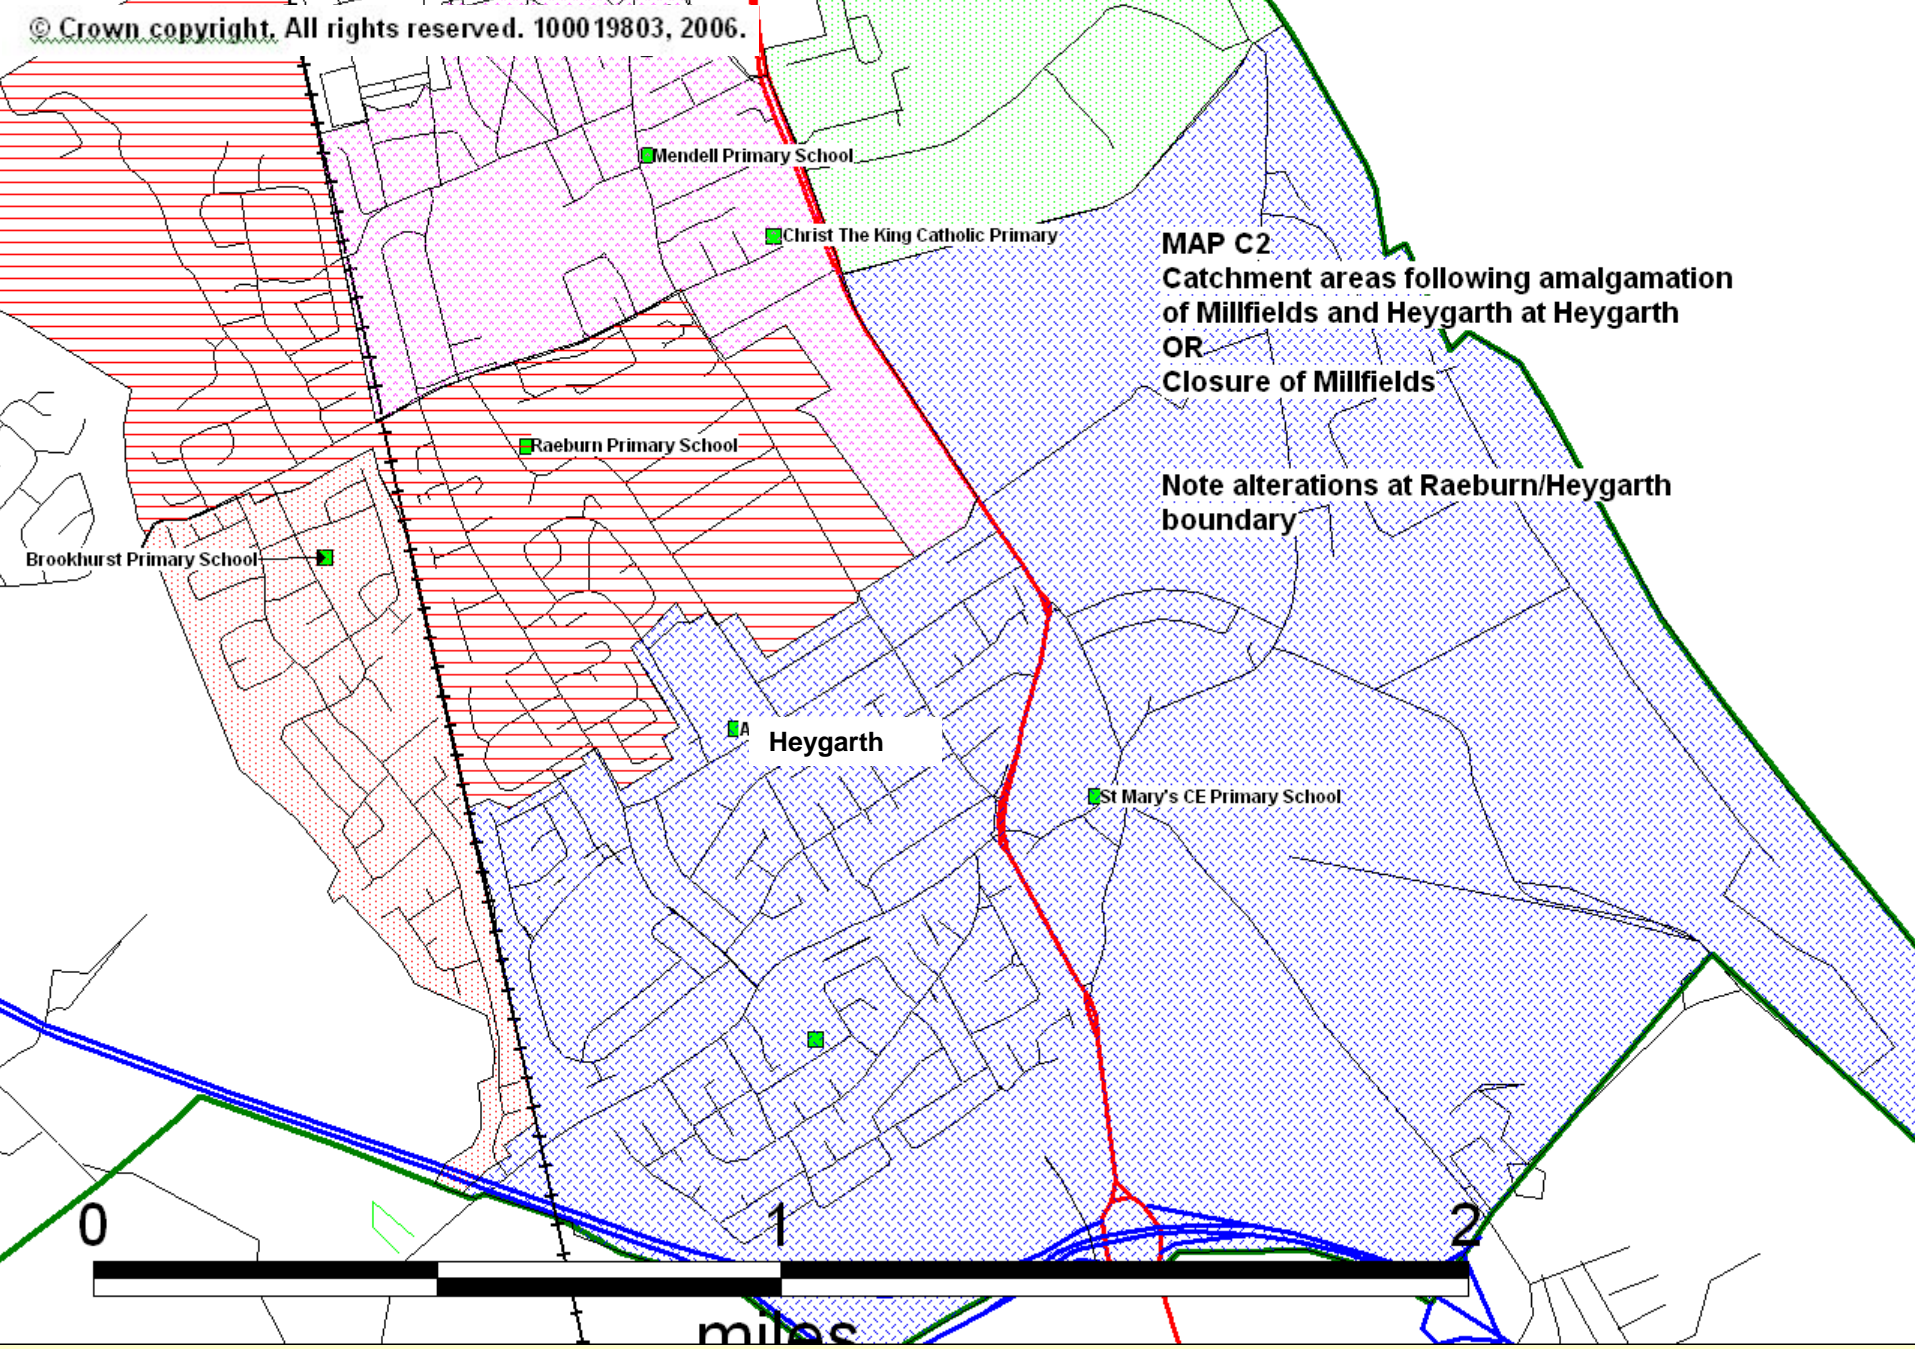 © Crown copyright. All rights reserved. 100019803, 2006.
Mendell Primary School
Christ The King Catholic Primary
MAP C2
Catchment areas following amalgamation
of Millfields and Heygarth at Heygarth
OR
Closure of Millfields
Raeburn Primary School
Note alterations at Raeburn/Heygarth
boundary
Brookhurst Primary School
A
Heygarth
St Mary's CE Primary School
0 1 2
miles